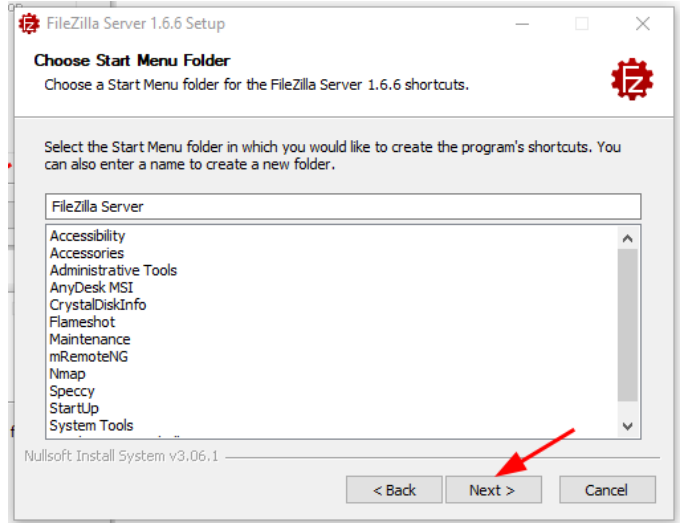 FileZilla Server 1.6.6 Setup
Choose Start Menu Folder
Choose a Start Menu folder for the FileZilla Server 1.6.6 shortcuts.
Select the Start Menu folder in which you would like to create the program's shortcuts. You
can also enter a name to create a new folder.
FileZilla Server
Accessibility
Accessories
Administrative Tools
AnyDesk MSI
CrystalDiskInfo
Flameshot
Maintenance
mRemoteNG
Nmap
Speccy
StartUp
System Tools
Nullsoft Install System v3.06.1
< Back
Next >
Cancel